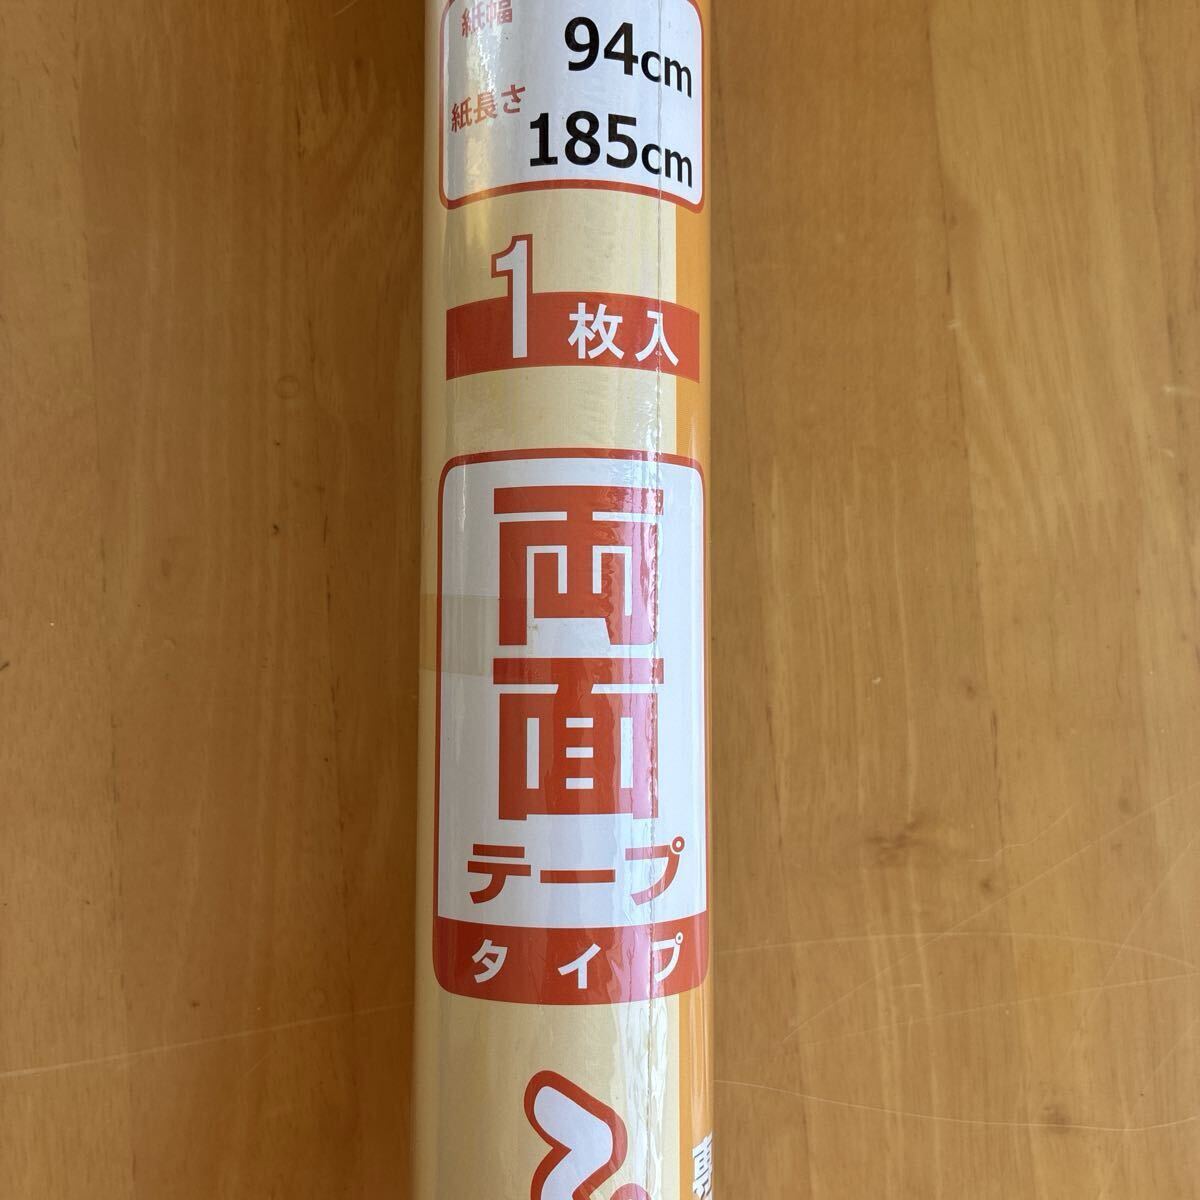 紙幅
94cm
紙長さ
185cm
1枚入
両面
テープ
タイプ